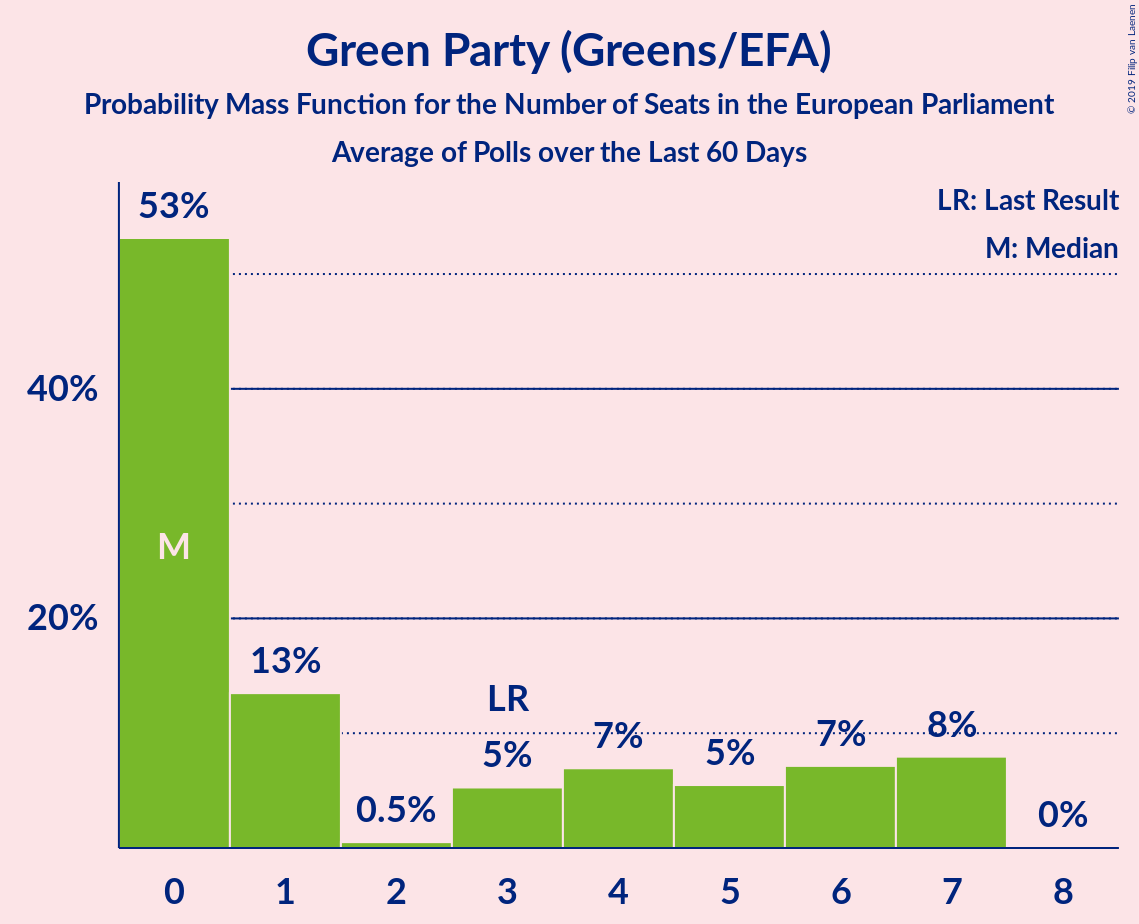 Green Party (Greens/EFA)
Probability Mass Function for the Number of Seats in the European Parliament
Average of Polls over the Last 60 Days
© 2019 Filip van Laenen
LR: Last Result
M: Median
53%
40%
M
20%
13%
LR
0.5%
5%
7%
5%
7%
8%
0%
0 1 2 3 4 5 6 7 8